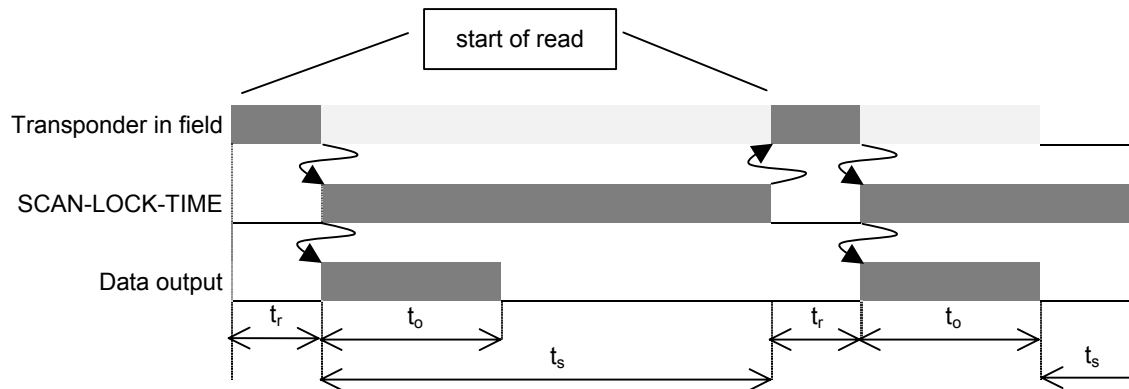 start of read
Transponder in field
SCAN-LOCK-TIME
Data output
tr
to
tr
to
ts
ts